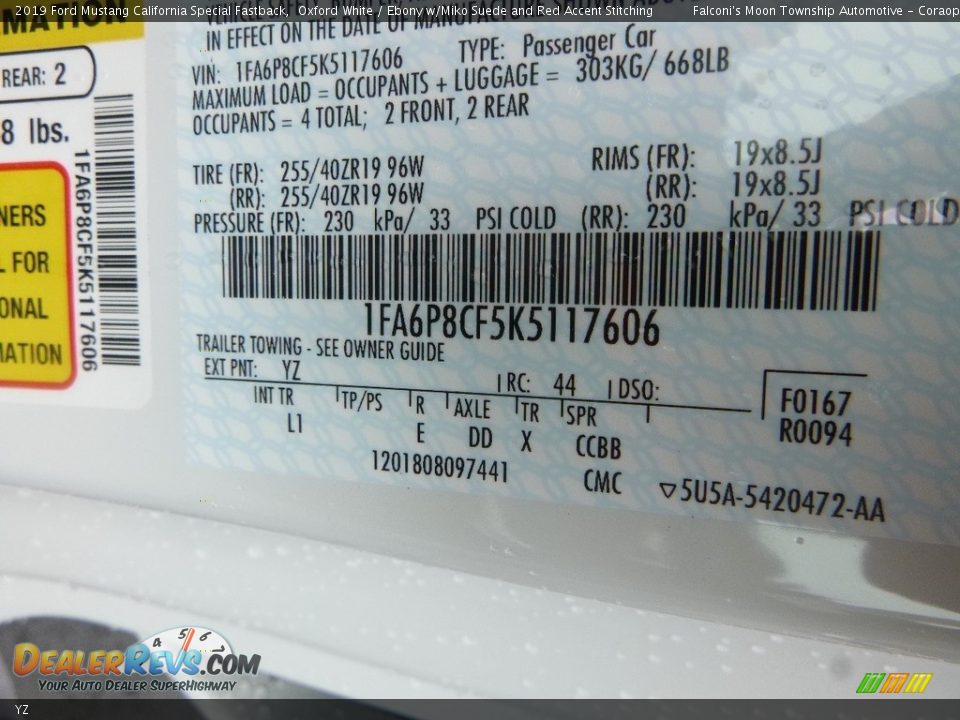 2019 Ford Mustang California Special Fastback, Oxford White / Ebony w/Miko Suede and Red Accent Stitching Falconi's Moon Township Automotive - Coraop
MATION
REAR: 2
8 lbs.
1FA6P8CF5K5117606
NERS
L FOR
ONAL
MATION
IN EFFECT ON THE DATE OF
VIN: 1FA6P8CF5K5117606 TYPE: Passenger Car
MAXIMUM LOAD = OCCUPANTS + LUGGAGE = 303KG/ 668LB
OCCUPANTS = 4 TOTAL; 2 FRONT, 2 REAR
TIRE (FR): 255/40ZR19 96W RIMS (FR): 19x8.5J
(RR): 255/40ZR19 96W (RR): 19x8.5J
PRESSURE (FR): 230 kPa/ 33 PSI COLD (RR): 230 kPa/ 33 PSI COLD
1FA6P8CF5K5117606
TRAILER TOWING - SEE OWNER GUIDE
EXT PNT: YZ RC: 44 DSO:
INT TR TP/PS R AXLE TR SPR
L1 E DD X CCBB
F0167
R0094
1201808097441 CMC ▽5U5A-5420472-AA
4 5 6
DealerRevs.com
Your Auto Dealer SuperHighway
YZ